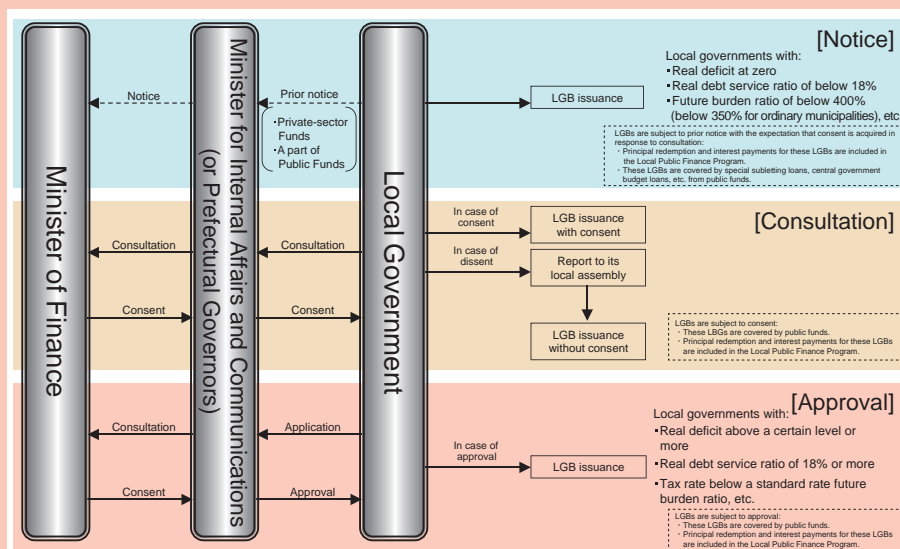 Minister of Finance
Minister for Internal Affairs and Communications
(or Prefectural Governors)
Local Government
[Notice]
Notice
Prior notice
・Private-sector
Funds
・A part of
Public Funds
LGB issuance
Local governments with:
・Real deficit at zero
・Real debt service ratio of below 18%
・Future burden ratio of below 400%
(below 350% for ordinary municipalities), etc
LGBs are subject to prior notice with the expectation that consent is acquired in
response to consultation:
・Principal redemption and interest payments for these LGBs are included in
the Local Public Finance Program.
・These LGBs are covered by special subletting loans, central government
budget loans, etc. from public funds.
[Consultation]
Consultation
Consultation
Consent
Consent
In case of
consent
LGB issuance
with consent
In case of
dissent
Report to its
local assembly
LGB issuance
without consent
LGBs are subject to consent:
・These LBGs are covered by public funds.
・Principal redemption and interest payments for these LGBs
are included in the Local Public Finance Program.
[Approval]
Consultation
Application
Consent
Approval
In case of
approval
LGB issuance
Local governments with:
・Real deficit above a certain level or
more
・Real debt service ratio of 18% or more
・Tax rate below a standard rate future
burden ratio, etc.
LGBs are subject to approval:
・These LGBs are covered by public funds.
・Principal redemption and interest payments for these LGBs
are included in the Local Public Finance Program.